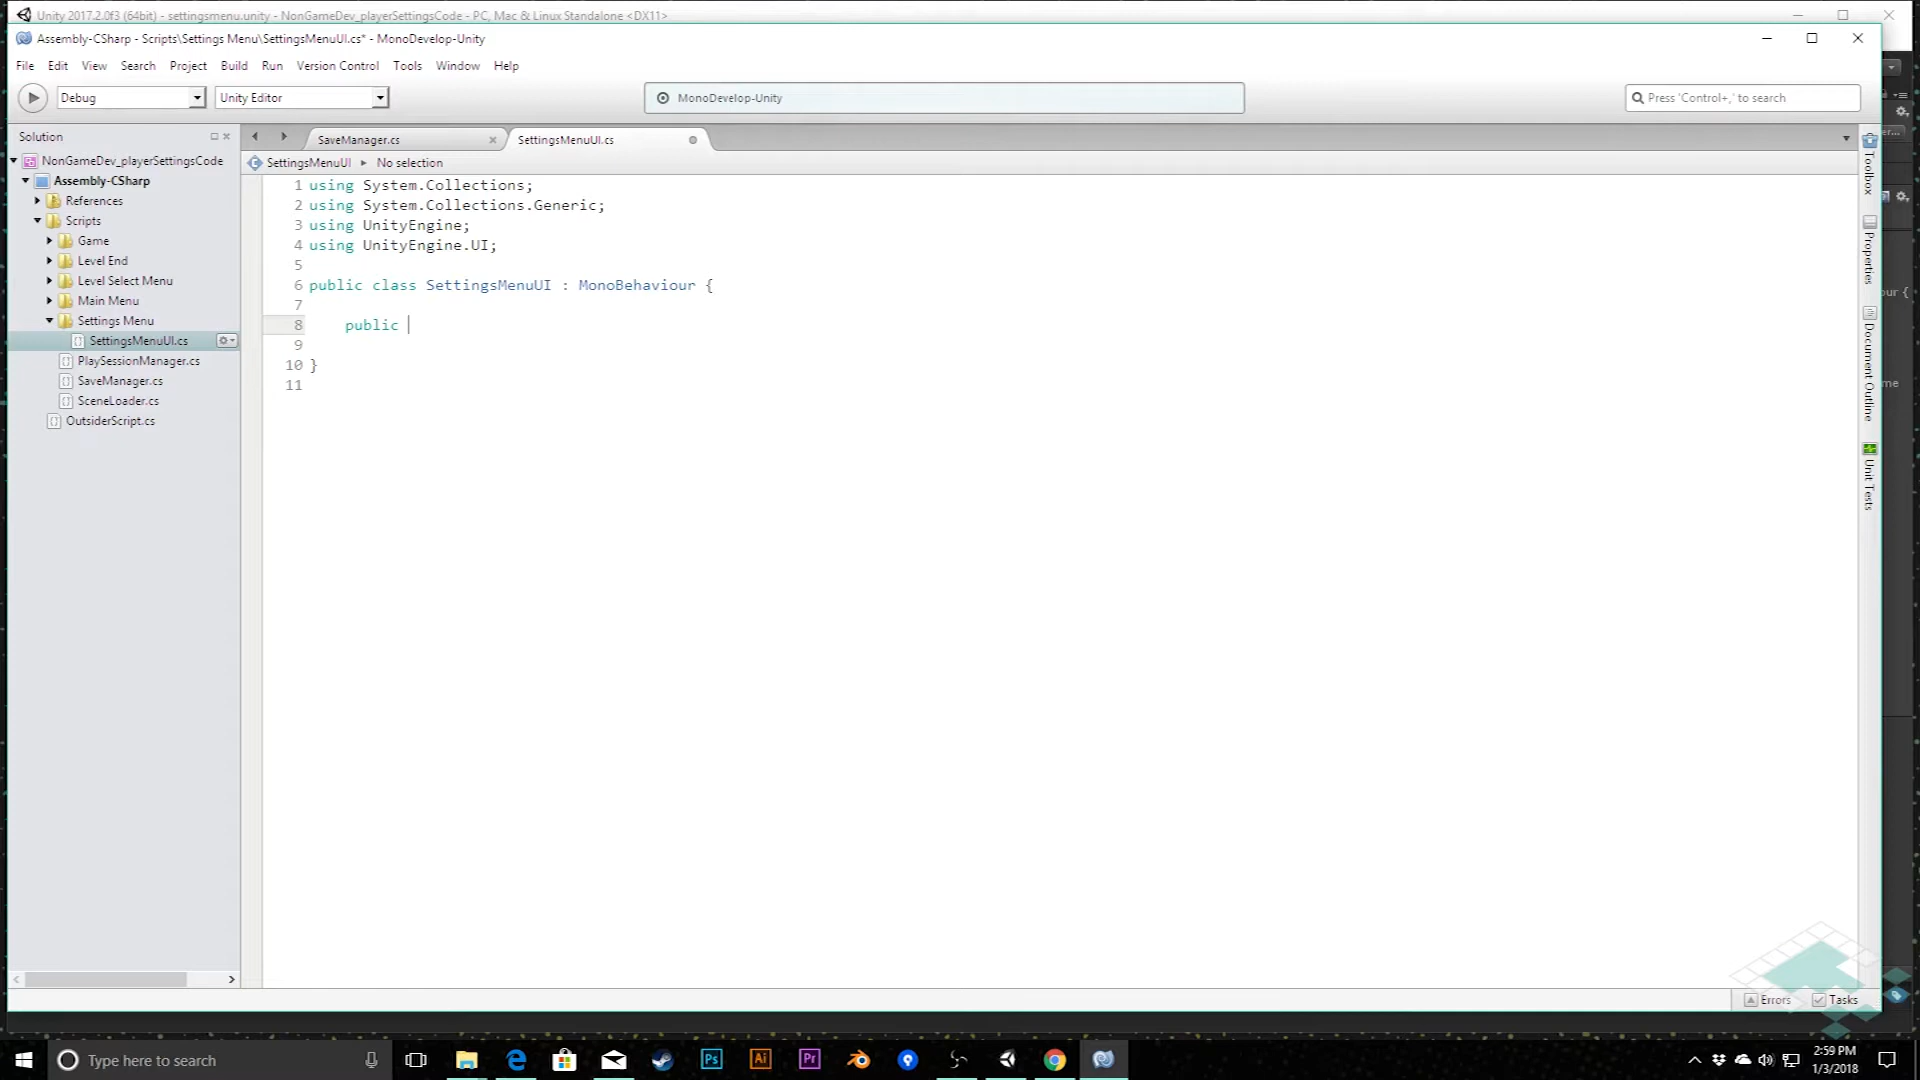 Unity 2017.2.0f3 (64bit) - settingsmenu.unity - NonGameDev_playerSettingsCode - PC, Mac & Linux Standalone <DX11>
Assembly-CSharp - Scripts\Settings Menu\SettingsMenuUI.cs* - MonoDevelop-Unity
File Edit View Search Project Build Run Version Control Tools Window Help
Debug Unity Editor MonoDevelop-Unity Press 'Control+,' to search
Solution
SaveManager.cs SettingsMenuUI.cs
SettingsMenuUI No selection
NonGameDev_playerSettingsCode
Assembly-CSharp
References
Scripts
Game
Level End
Level Select Menu
Main Menu
Settings Menu
SettingsMenuUI.cs
PlaySessionManager.cs
SaveManager.cs
SceneLoader.cs
OutsiderScript.cs
1 using System.Collections;
2 using System.Collections.Generic;
3 using UnityEngine;
4 using UnityEngine.UI;
5
6 public class SettingsMenuUI : MonoBehaviour {
7
8 public
9
10 }
11
Toolbox
Properties
Document Outline
Unit Tests
Errors Tasks
Type here to search
Ps
Ai
Pr
2:59 PM
1/3/2018